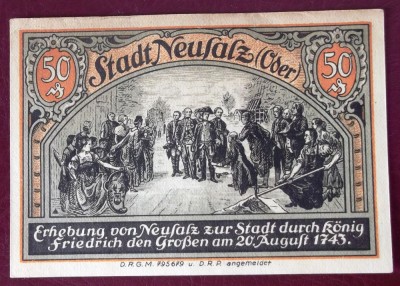 Stadt Neusalz (Oder)
50 50
Erhebung von Neusalz zur Stadt durch König
Friedrich den Großen am 20. August 1743.
D.R.G.M. 795679 u. D.R.P. angemeldet